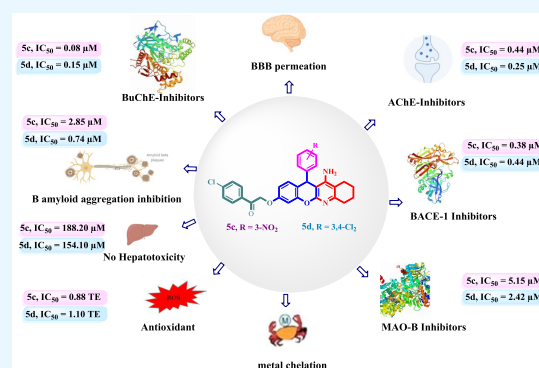 5c, IC50 = 0.08 µM
5d, IC50 = 0.15 µM
BuChE-Inhibitors
BBB permeation
5c, IC50 = 0.44 µM
5d, IC50 = 0.25 µM
AChE-Inhibitors
5c, IC50 = 2.85 µM
5d, IC50 = 0.74 µM
B amyloid aggregation inhibition
5c, IC50 = 0.38 µM
5d, IC50 = 0.44 µM
BACE-1 Inhibitors
R
NH2
Cl
O
O
O
N
5c, R = 3-NO2
5d, R = 3,4-Cl2
5c, IC50 = 188.20 µM
5d, IC50 = 154.10 µM
No Hepatotoxicity
5c, IC50 = 5.15 µM
5d, IC50 = 2.42 µM
MAO-B Inhibitors
5c, IC50 = 0.88 TE
5d, IC50 = 1.10 TE
Antioxidant
M
metal chelation